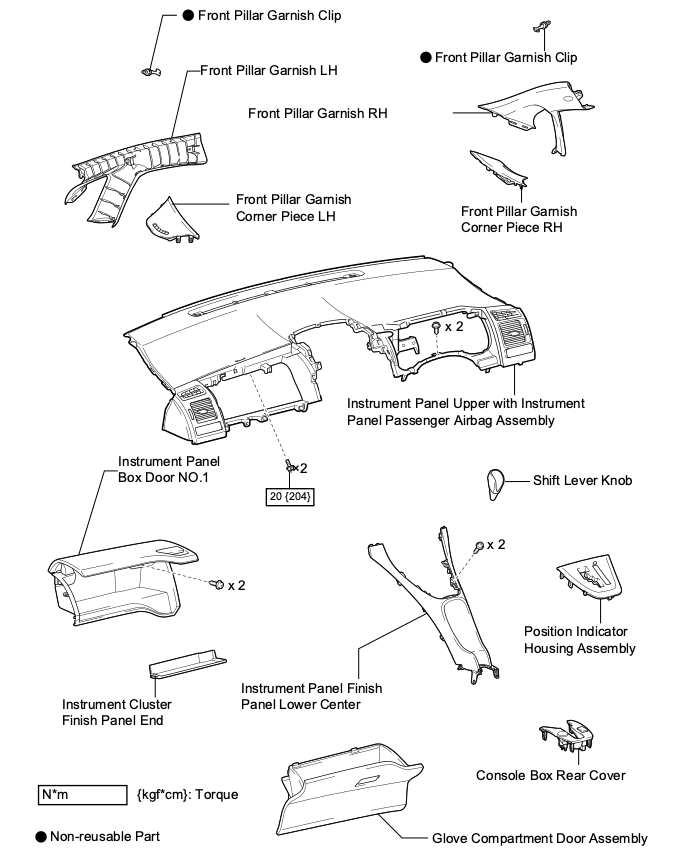 ● Front Pillar Garnish Clip
Front Pillar Garnish LH
● Front Pillar Garnish Clip
Front Pillar Garnish RH
Front Pillar Garnish
Corner Piece LH
Front Pillar Garnish
Corner Piece RH
x 2
Instrument Panel Upper with Instrument
Panel Passenger Airbag Assembly
x2
20 {204}
Instrument Panel
Box Door NO.1
Shift Lever Knob
x 2
x 2
Position Indicator
Housing Assembly
Instrument Cluster
Finish Panel End
Instrument Panel Finish
Panel Lower Center
Console Box Rear Cover
N*m {kgf*cm}: Torque
● Non-reusable Part
Glove Compartment Door Assembly